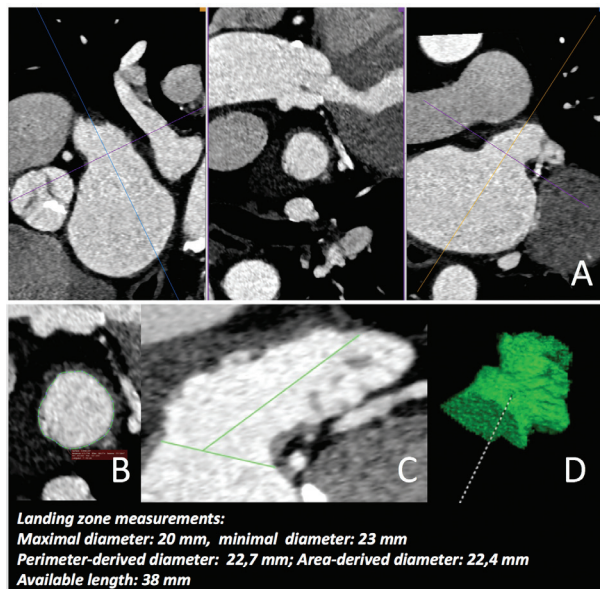 A
B
C
D
Landing zone measurements:
Maximal diameter: 20 mm, minimal diameter: 23 mm
Perimeter-derived diameter: 22,7 mm; Area-derived diameter: 22,4 mm
Available length: 38 mm